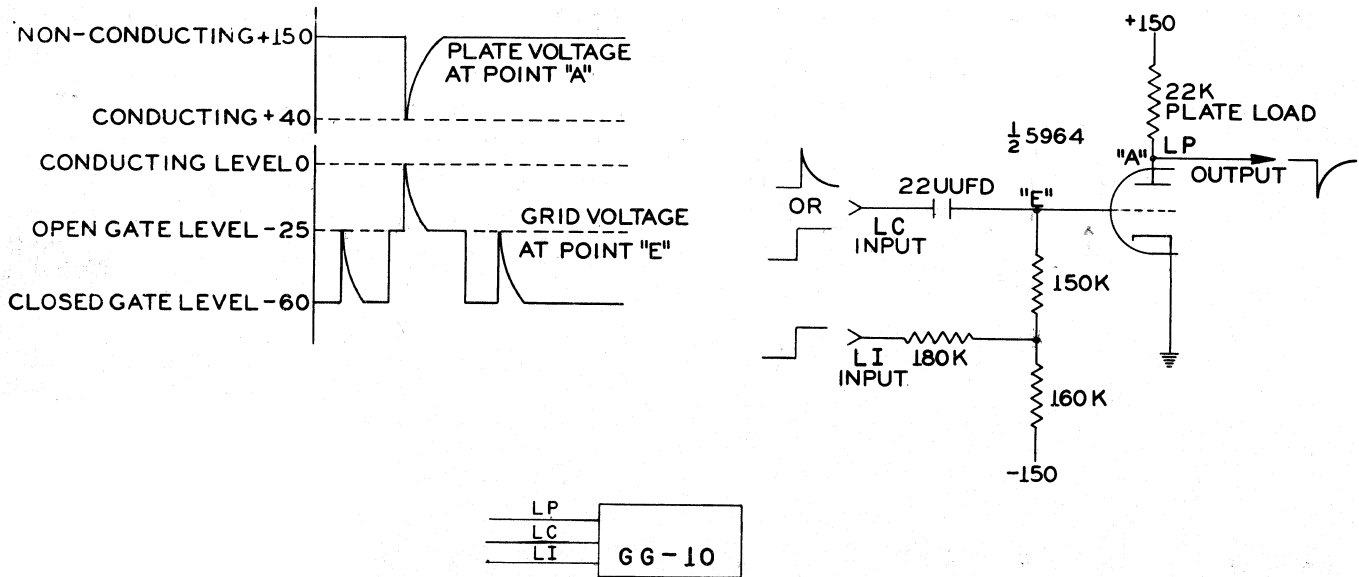 NON-CONDUCTING+150
PLATE VOLTAGE
AT POINT "A"
CONDUCTING +40
CONDUCTING LEVEL 0
OPEN GATE LEVEL -25
GRID VOLTAGE
AT POINT "E"
CLOSED GATE LEVEL -60
+150
22K
PLATE LOAD
1/2 5964
"A"
LP
OUTPUT
22UUFD
"E"
OR
LC
INPUT
150K
LI
INPUT
180K
160K
-150
LP
LC
LI
GG-10